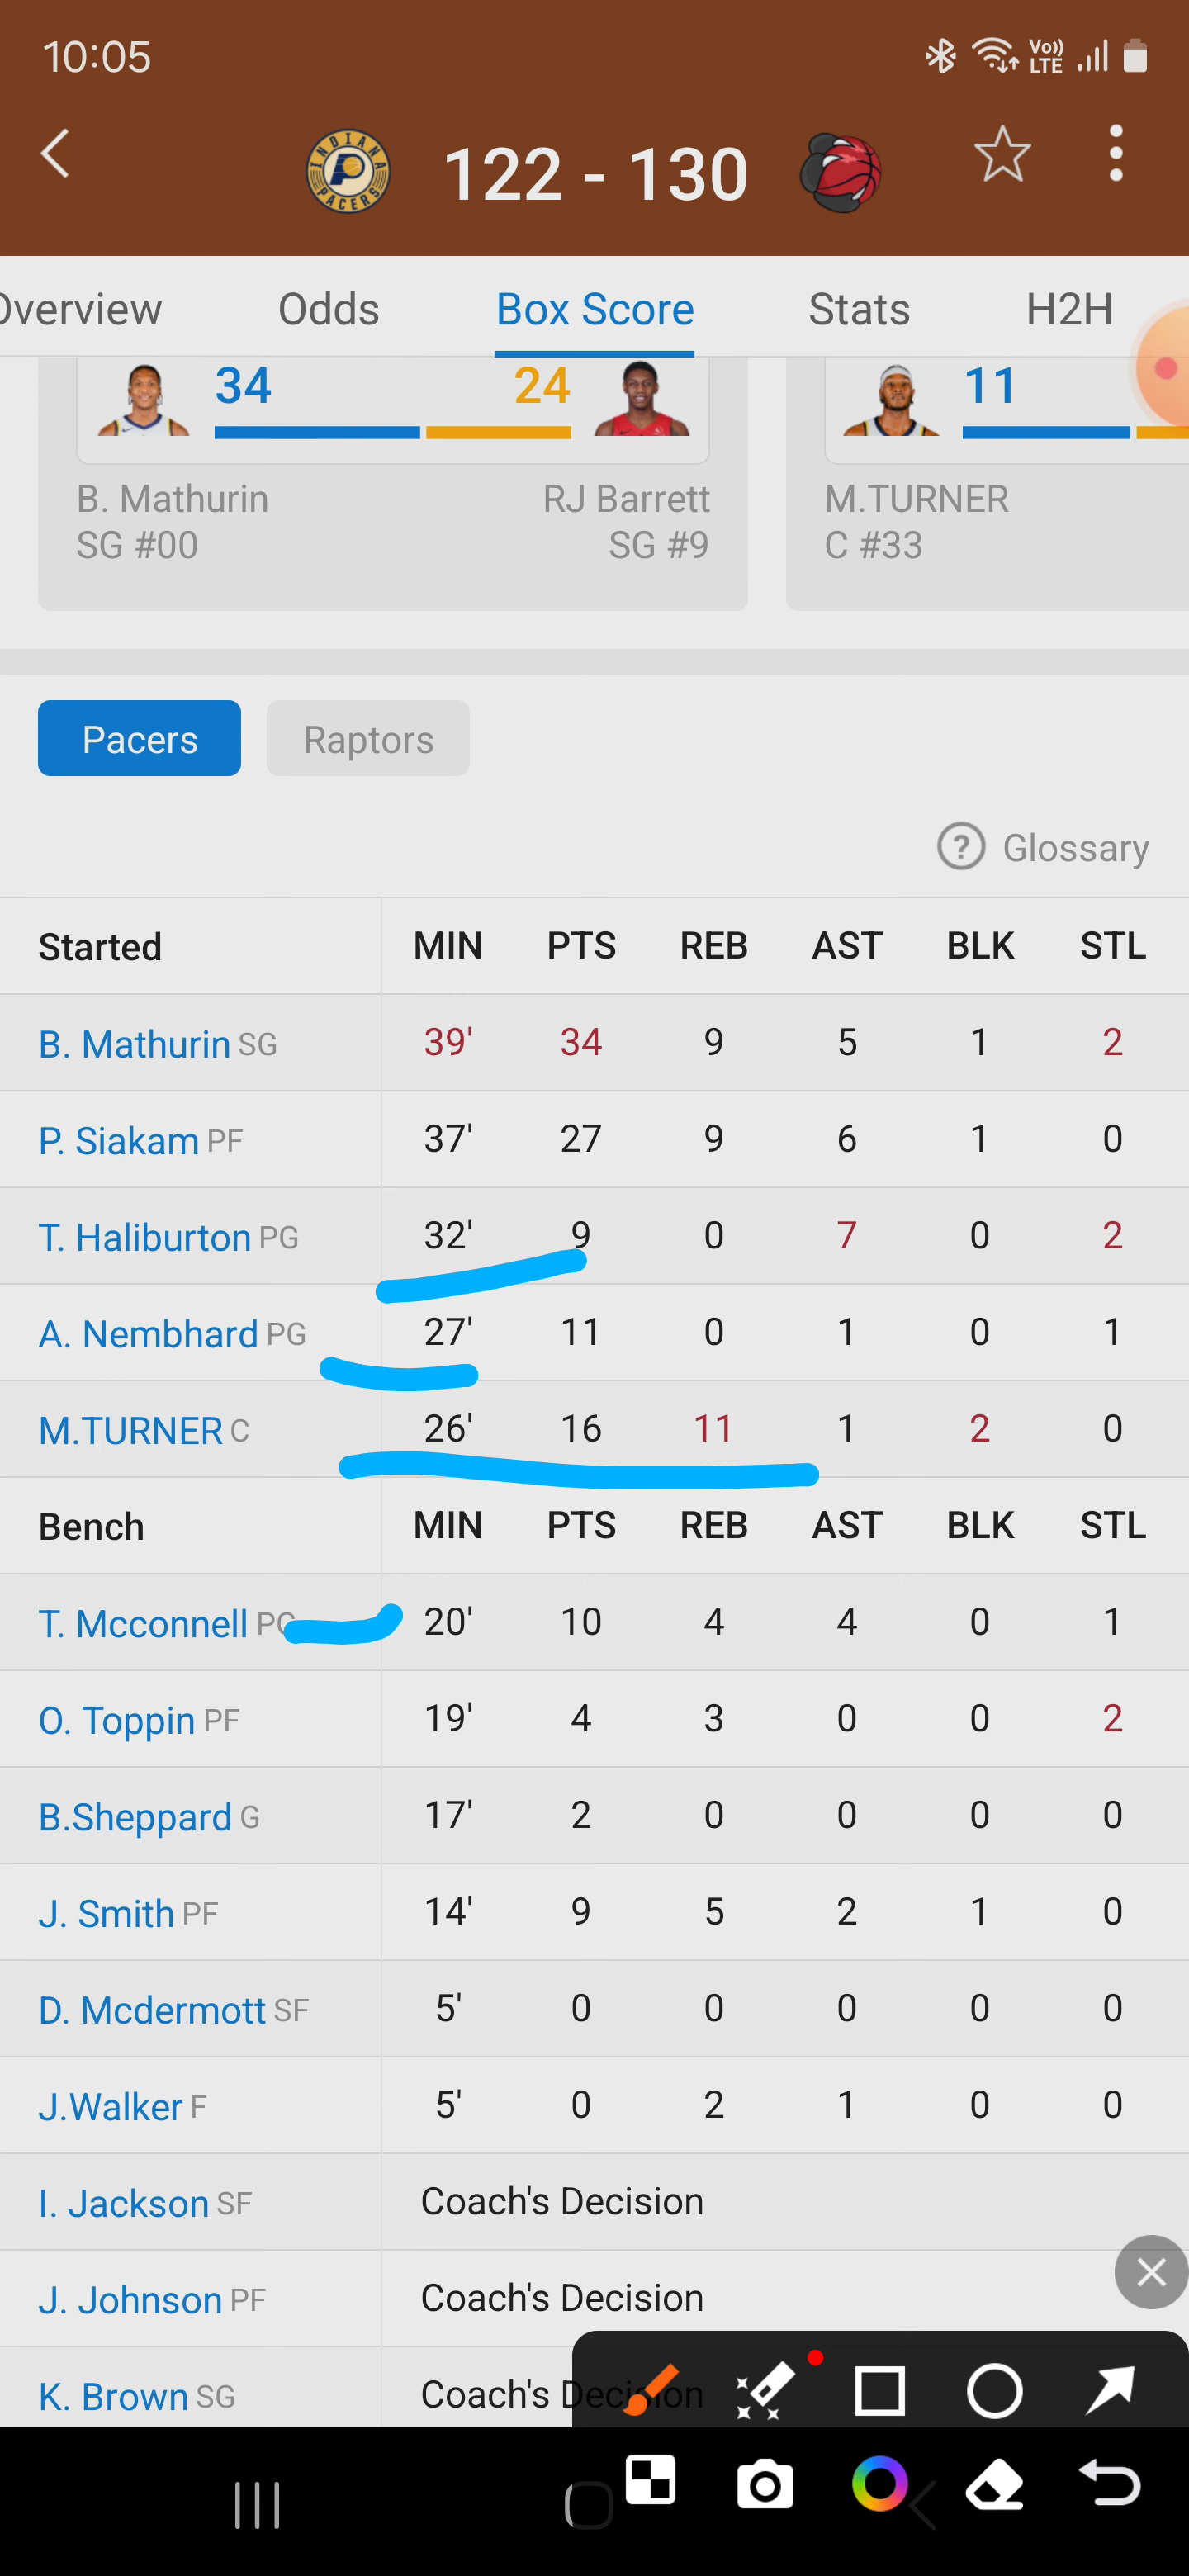 10:05
Vo)) LTE
INDIANA PACERS
122 - 130
Overview Odds Box Score Stats H2H
34 24 11
B. Mathurin RJ Barrett M.TURNER
SG #00 SG #9 C #33
Pacers Raptors
? Glossary
Started MIN PTS REB AST BLK STL
B. Mathurin SG 39' 34 9 5 1 2
P. Siakam PF 37' 27 9 6 1 0
T. Haliburton PG 32' 9 0 7 0 2
A. Nembhard PG 27' 11 0 1 0 1
M.TURNER C 26' 16 11 1 2 0
Bench MIN PTS REB AST BLK STL
T. Mcconnell PG 20' 10 4 4 0 1
O. Toppin PF 19' 4 3 0 0 2
B.Sheppard G 17' 2 0 0 0 0
J. Smith PF 14' 9 5 2 1 0
D. Mcdermott SF 5' 0 0 0 0 0
J.Walker F 5' 0 2 1 0 0
I. Jackson SF Coach's Decision
J. Johnson PF Coach's Decision
K. Brown SG Coach's Decision